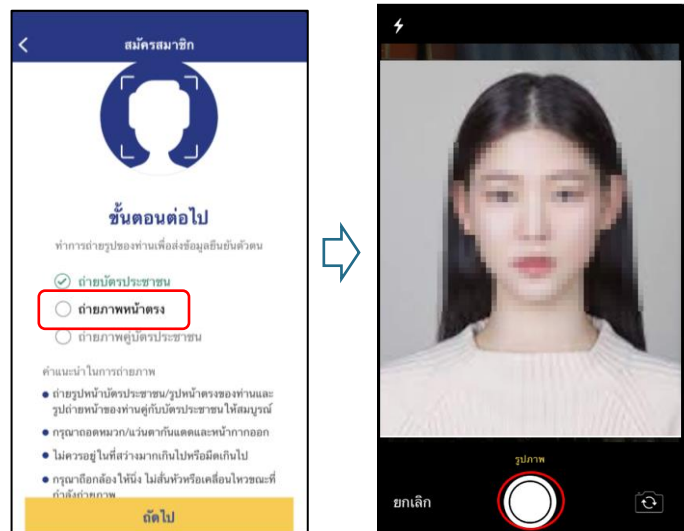 สมัครสมาชิก
ขั้นตอนต่อไป
ทำการถ่ายรูปของท่านเพื่อส่งข้อมูลยืนยันตัวตน
ถ่ายบัตรประชาชน
ถ่ายภาพหน้าตรง
ถ่ายภาพคู่บัตรประชาชน
คำแนะนำในการถ่ายภาพ
ถ่ายรูปหน้าบัตรประชาชน/รูปหน้าตรงของท่านและ
รูปถ่ายหน้าของท่านคู่กับบัตรประชาชนให้สมบูรณ์
กรุณาถอดหมวก/แว่นตากันแดดและหน้ากากออก
ไม่ควรอยู่ในที่สว่างมากเกินไปหรือมืดเกินไป
กรุณาถือกล้องให้นิ่ง ไม่สั่นหัวหรือเคลื่อนไหวขณะที่
กำลังถ่ายภาพ
ถัดไป
รูปภาพ
ยกเลิก